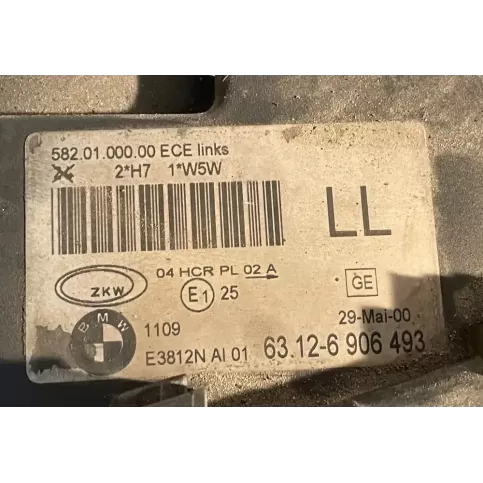 582.01.000.00 ECE links
2*H7 1*W5W
LL
04 HCR PL 02 A
ZKW
E1 25
GE
BMW
1109
29-Mai-00
E3812N AI 01 63.12-6 906 493